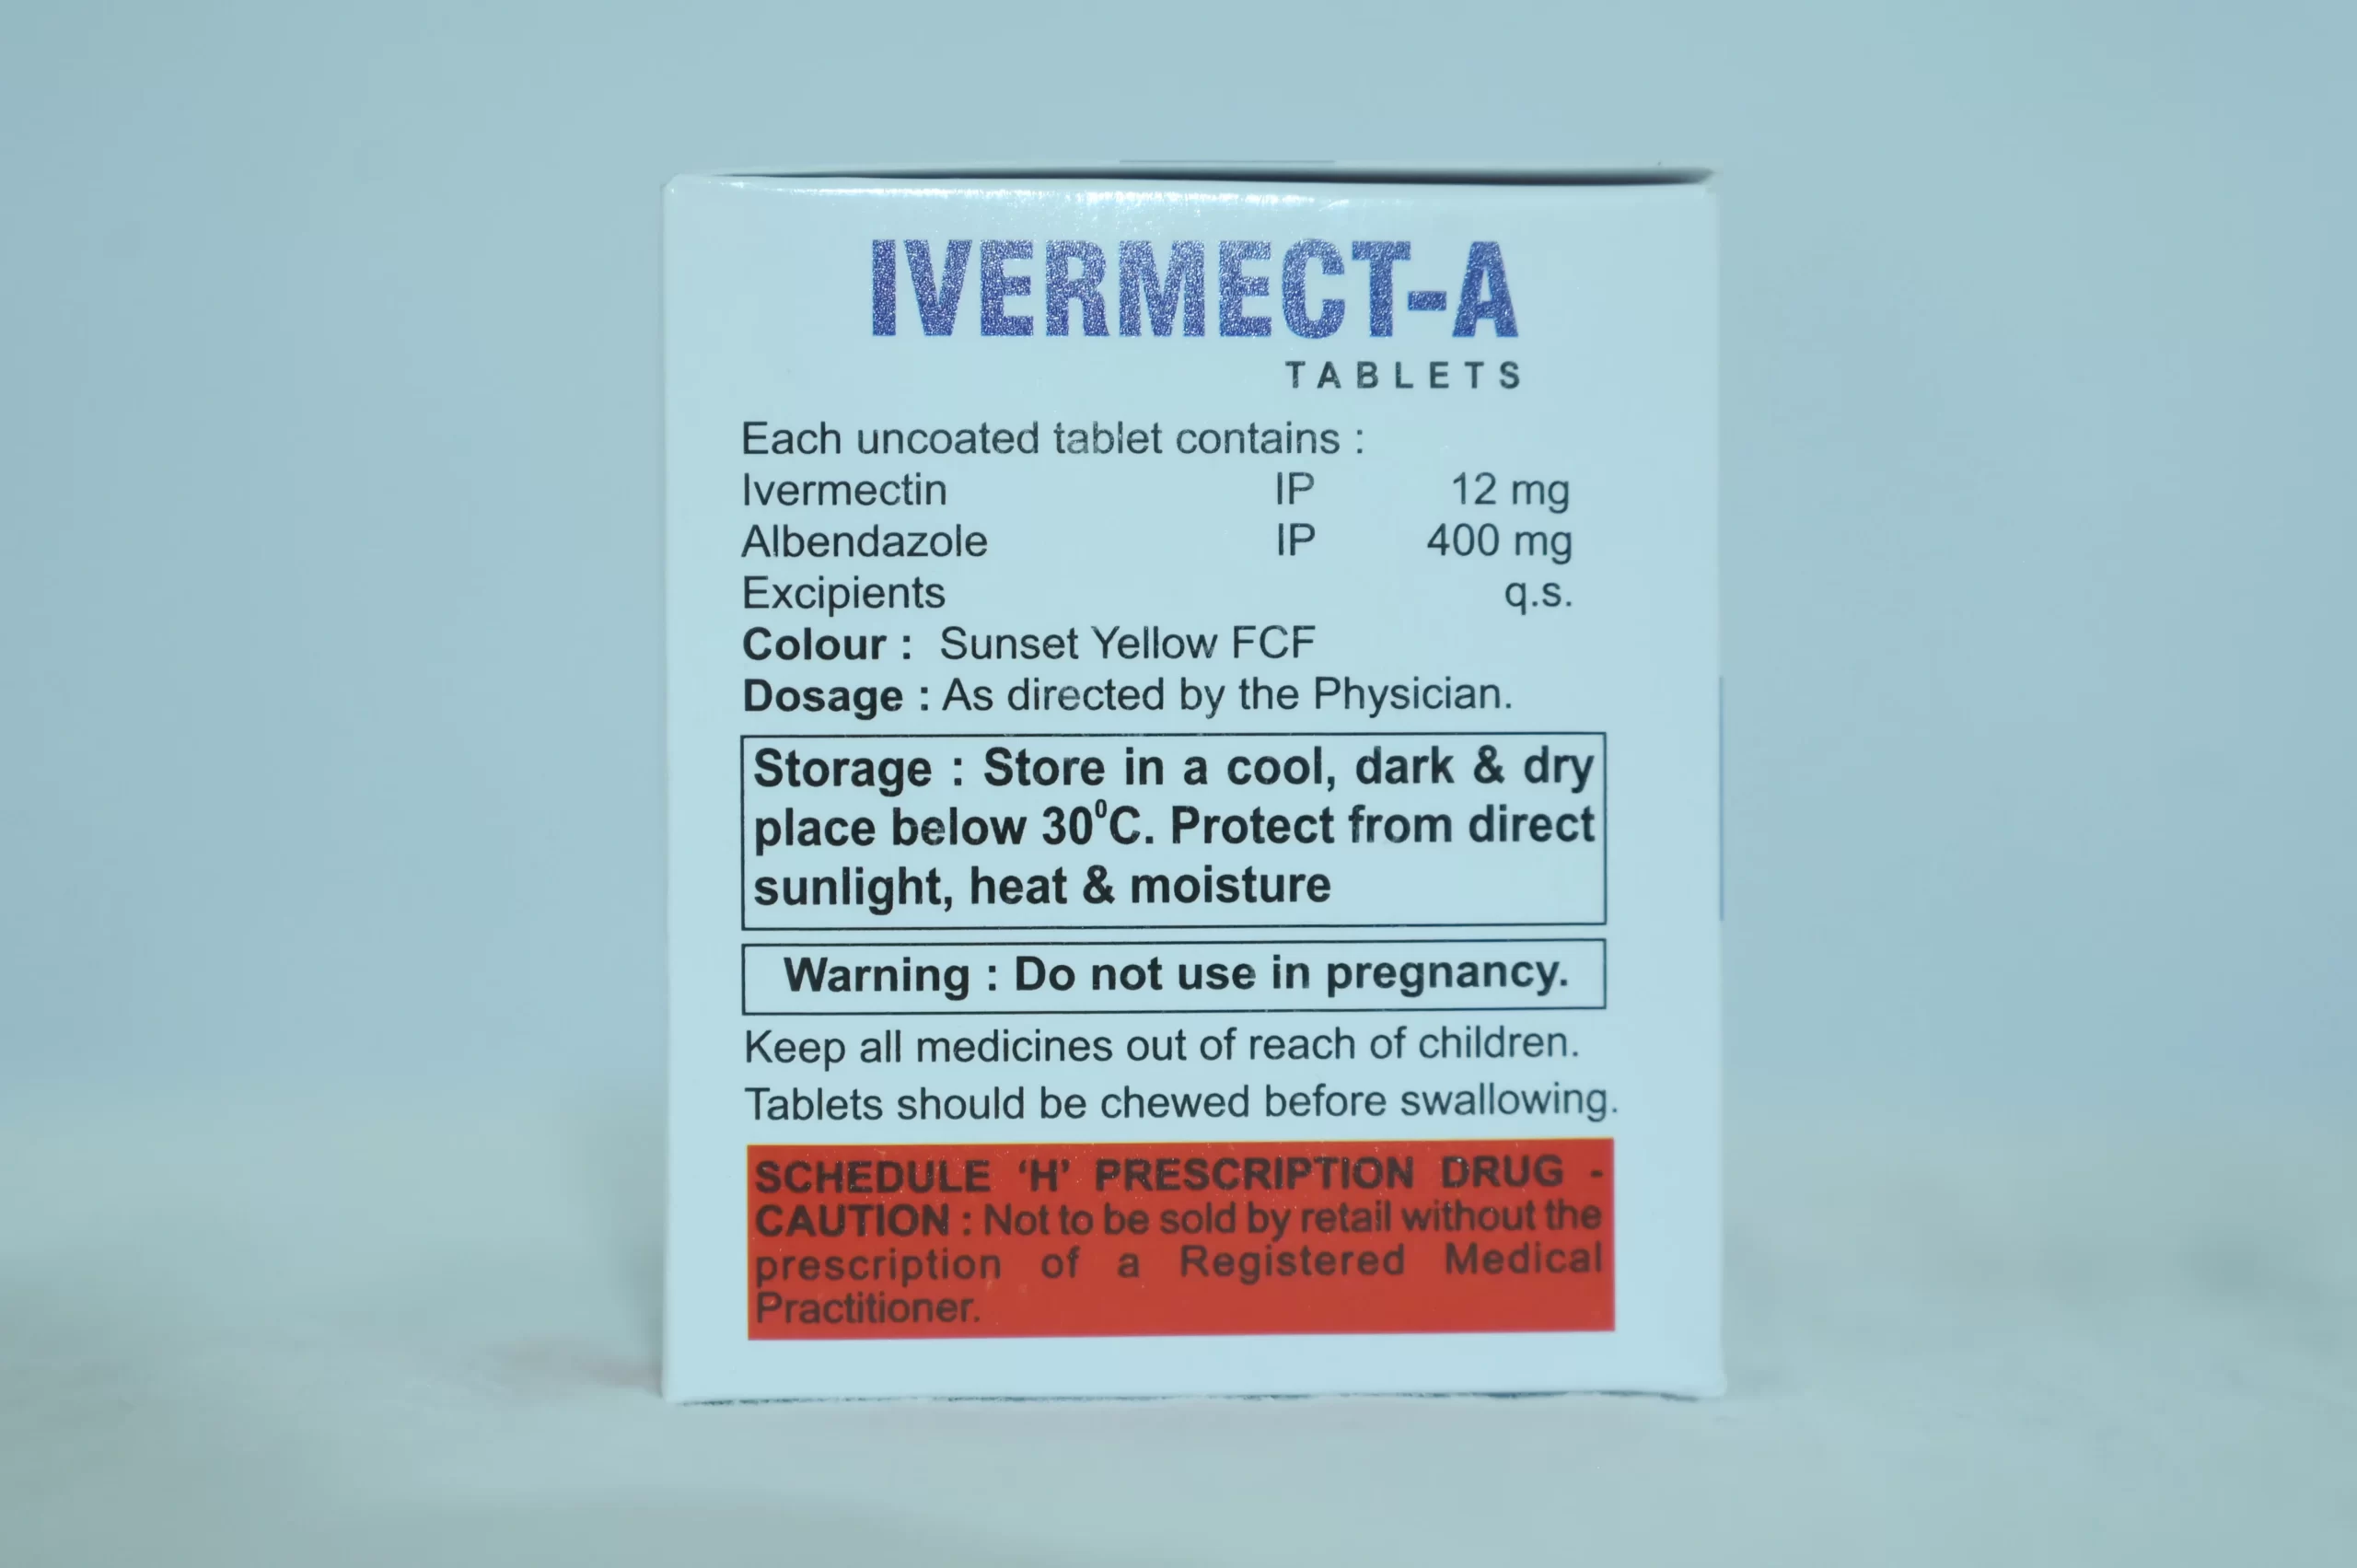 IVERMECT-A
TABLETS
Each uncoated tablet contains :
Ivermectin IP 12 mg
Albendazole IP 400 mg
Excipients q.s.
Colour : Sunset Yellow FCF
Dosage : As directed by the Physician.
Storage : Store in a cool, dark & dry
place below 30⁰C. Protect from direct
sunlight, heat & moisture
Warning : Do not use in pregnancy.
Keep all medicines out of reach of children.
Tablets should be chewed before swallowing.
SCHEDULE ‘H’ PRESCRIPTION DRUG -
CAUTION : Not to be sold by retail without the
prescription of a Registered Medical
Practitioner.